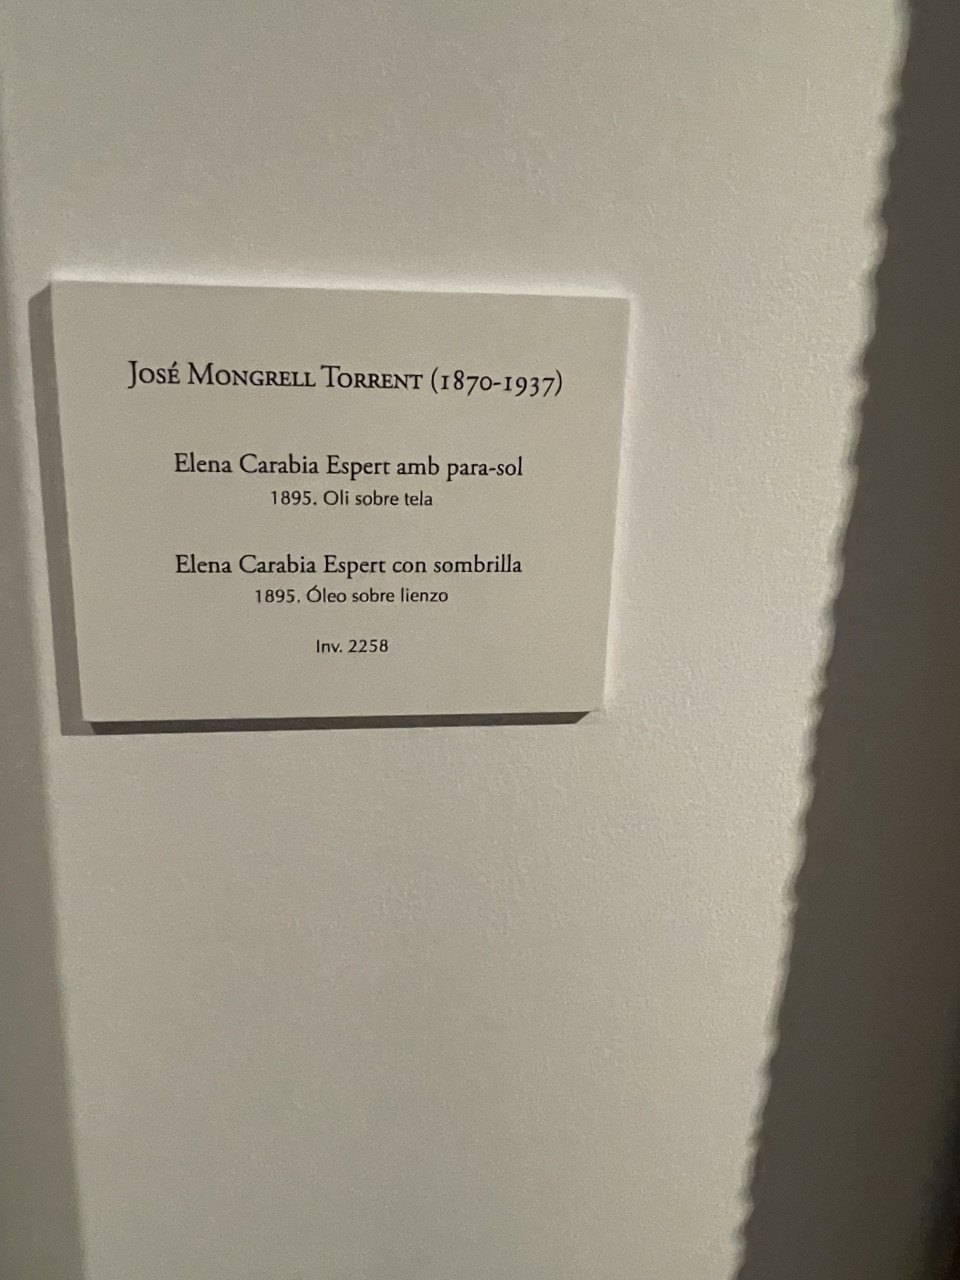 José Mongrell Torrent (1870-1937)
Elena Carabia Espert amb para-sol
1895. Oli sobre tela
Elena Carabia Espert con sombrilla
1895. Óleo sobre lienzo
Inv. 2258